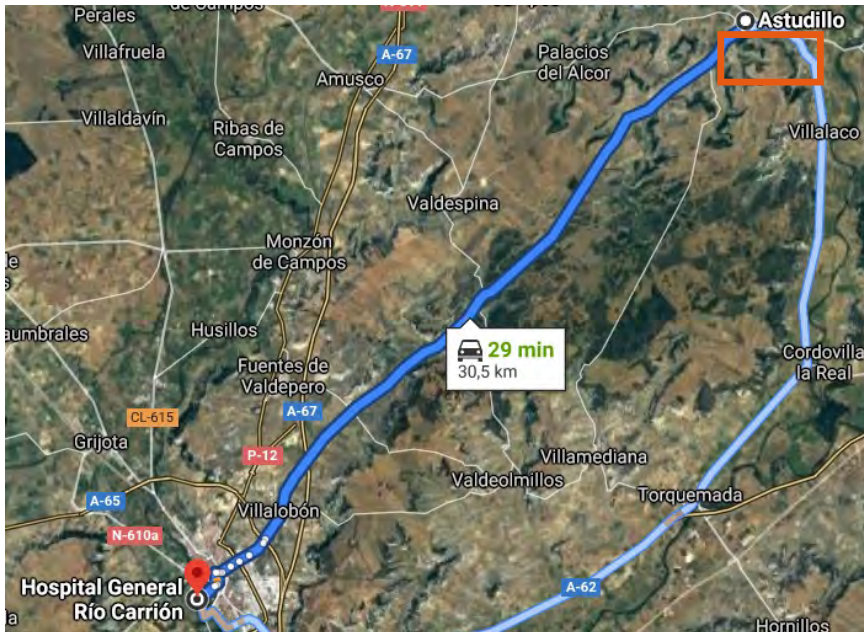 Perales
Astudillo
Villafruela
A-67
Palacios
del Alcor
Amusco
Villaldavín
Ribas de
Campos
Villalaco
Valdespina
Monzón
de Campos
Husillos
29 min
30,5 km
Cordovilla
la Real
Fuentes de
Valdepero
CL-615
A-67
Grijota
P-12
Villamediana
Valdeolmillos
Torquemada
A-65
Villalobón
N-610a
Hospital General
Río Carrión
A-62
Hornillos